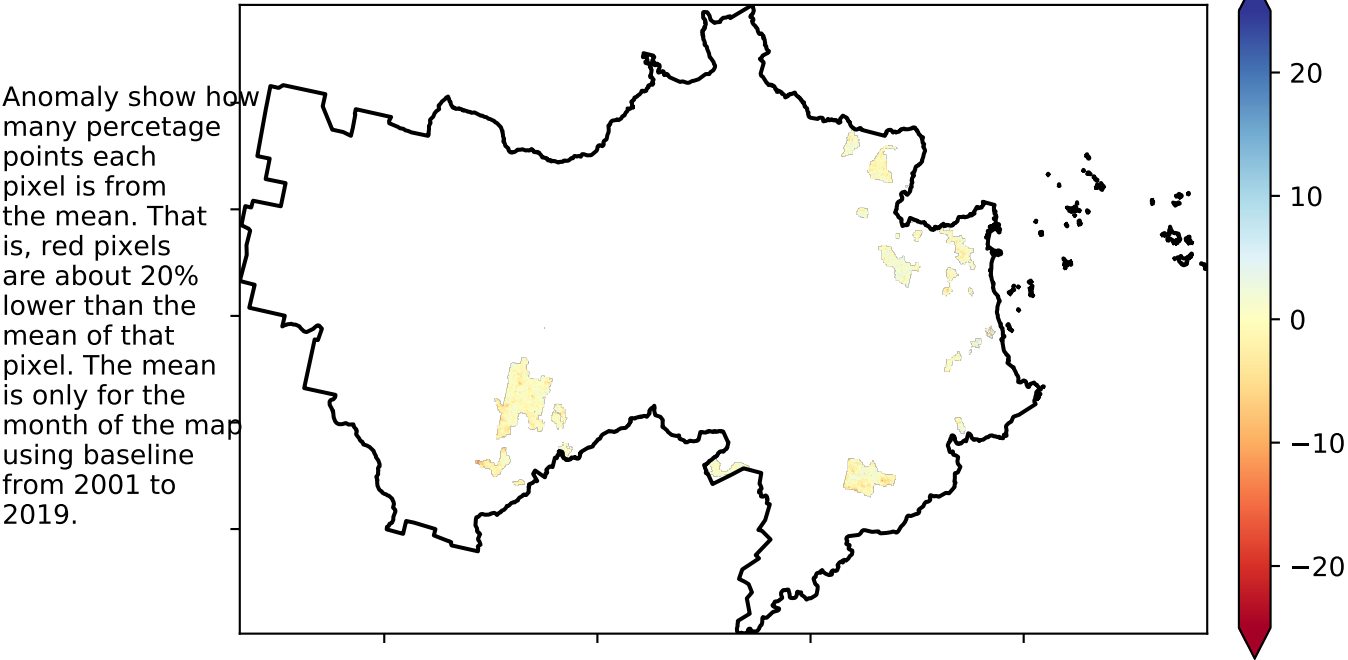 Anomaly show how
many percetage
points each
pixel is from
the mean. That
is, red pixels
are about 20%
lower than the
mean of that
pixel. The mean
is only for the
month of the map
using baseline
from 2001 to
2019.
20
10
0
−10
−20